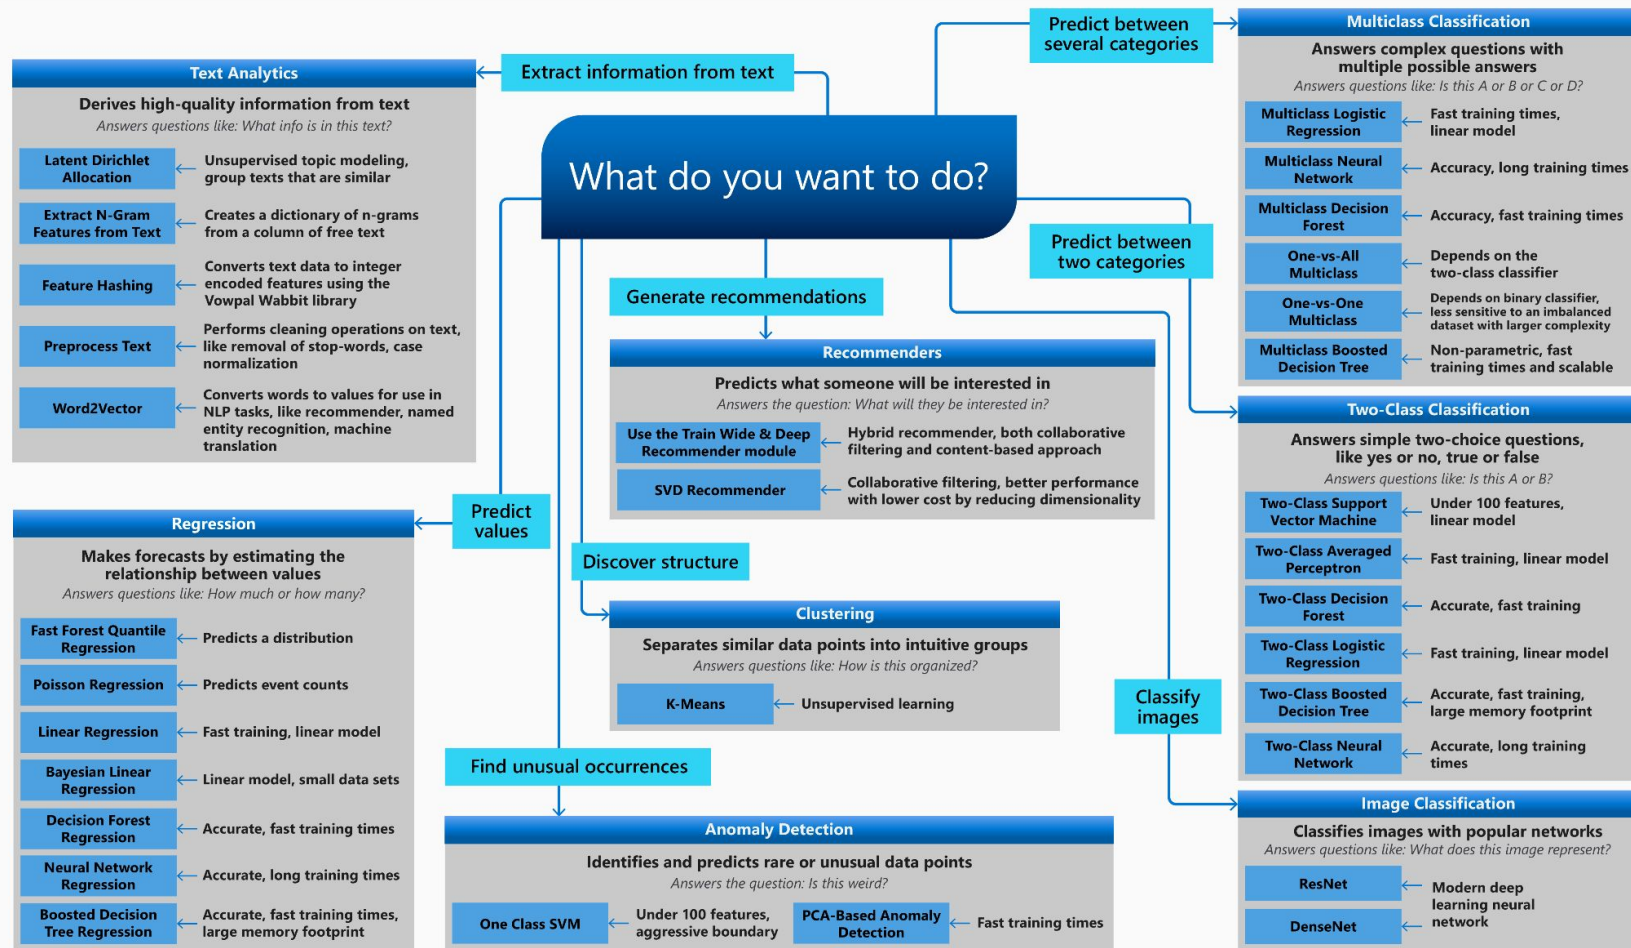 What do you want to do?
Extract information from text
Text Analytics
Derives high-quality information from text
Answers questions like: What info is in this text?
Latent Dirichlet
Allocation
Unsupervised topic modeling,
group texts that are similar
Extract N-Gram
Features from Text
Creates a dictionary of n-grams
from a column of free text
Feature Hashing
Converts text data to integer
encoded features using the
Vowpal Wabbit library
Preprocess Text
Performs cleaning operations on text,
like removal of stop-words, case
normalization
Word2Vector
Converts words to values for use in
NLP tasks, like recommender, named
entity recognition, machine
translation
Predict
values
Regression
Makes forecasts by estimating the
relationship between values
Answers questions like: How much or how many?
Fast Forest Quantile
Regression
Predicts a distribution
Poisson Regression
Predicts event counts
Linear Regression
Fast training, linear model
Bayesian Linear
Regression
Linear model, small data sets
Decision Forest
Regression
Accurate, fast training times
Neural Network
Regression
Accurate, long training times
Boosted Decision
Tree Regression
Accurate, fast training times,
large memory footprint
Generate recommendations
Recommenders
Predicts what someone will be interested in
Answers the question: What will they be interested in?
Use the Train Wide & Deep
Recommender module
Hybrid recommender, both collaborative
filtering and content-based approach
SVD Recommender
Collaborative filtering, better performance
with lower cost by reducing dimensionality
Discover structure
Clustering
Separates similar data points into intuitive groups
Answers questions like: How is this organized?
K-Means
Unsupervised learning
Find unusual occurrences
Anomaly Detection
Identifies and predicts rare or unusual data points
Answers the question: Is this weird?
One Class SVM
Under 100 features,
aggressive boundary
PCA-Based Anomaly
Detection
Fast training times
Predict between
several categories
Multiclass Classification
Answers complex questions with
multiple possible answers
Answers questions like: Is this A or B or C or D?
Multiclass Logistic
Regression
Fast training times,
linear model
Multiclass Neural
Network
Accuracy, long training times
Multiclass Decision
Forest
Accuracy, fast training times
One-vs-All
Multiclass
Depends on the
two-class classifier
One-vs-One
Multiclass
Depends on binary classifier,
less sensitive to an imbalanced
dataset with larger complexity
Multiclass Boosted
Decision Tree
Non-parametric, fast
training times and scalable
Predict between
two categories
Two-Class Classification
Answers simple two-choice questions,
like yes or no, true or false
Answers questions like: Is this A or B?
Two-Class Support
Vector Machine
Under 100 features,
linear model
Two-Class Averaged
Perceptron
Fast training, linear model
Two-Class Decision
Forest
Accurate, fast training
Two-Class Logistic
Regression
Fast training, linear model
Two-Class Boosted
Decision Tree
Accurate, fast training,
large memory footprint
Two-Class Neural
Network
Accurate, long training
times
Classify
images
Image Classification
Classifies images with popular networks
Answers questions like: What does this image represent?
ResNet
DenseNet
Modern deep
learning neural
network